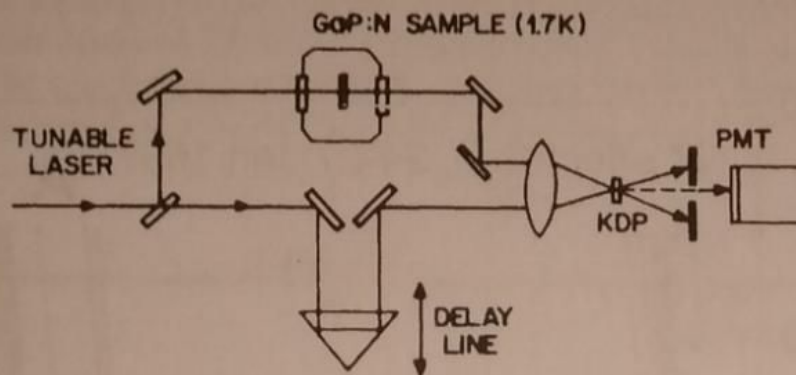 GaP:N SAMPLE (1.7K)
TUNABLE
LASER
PMT
KDP
DELAY
LINE